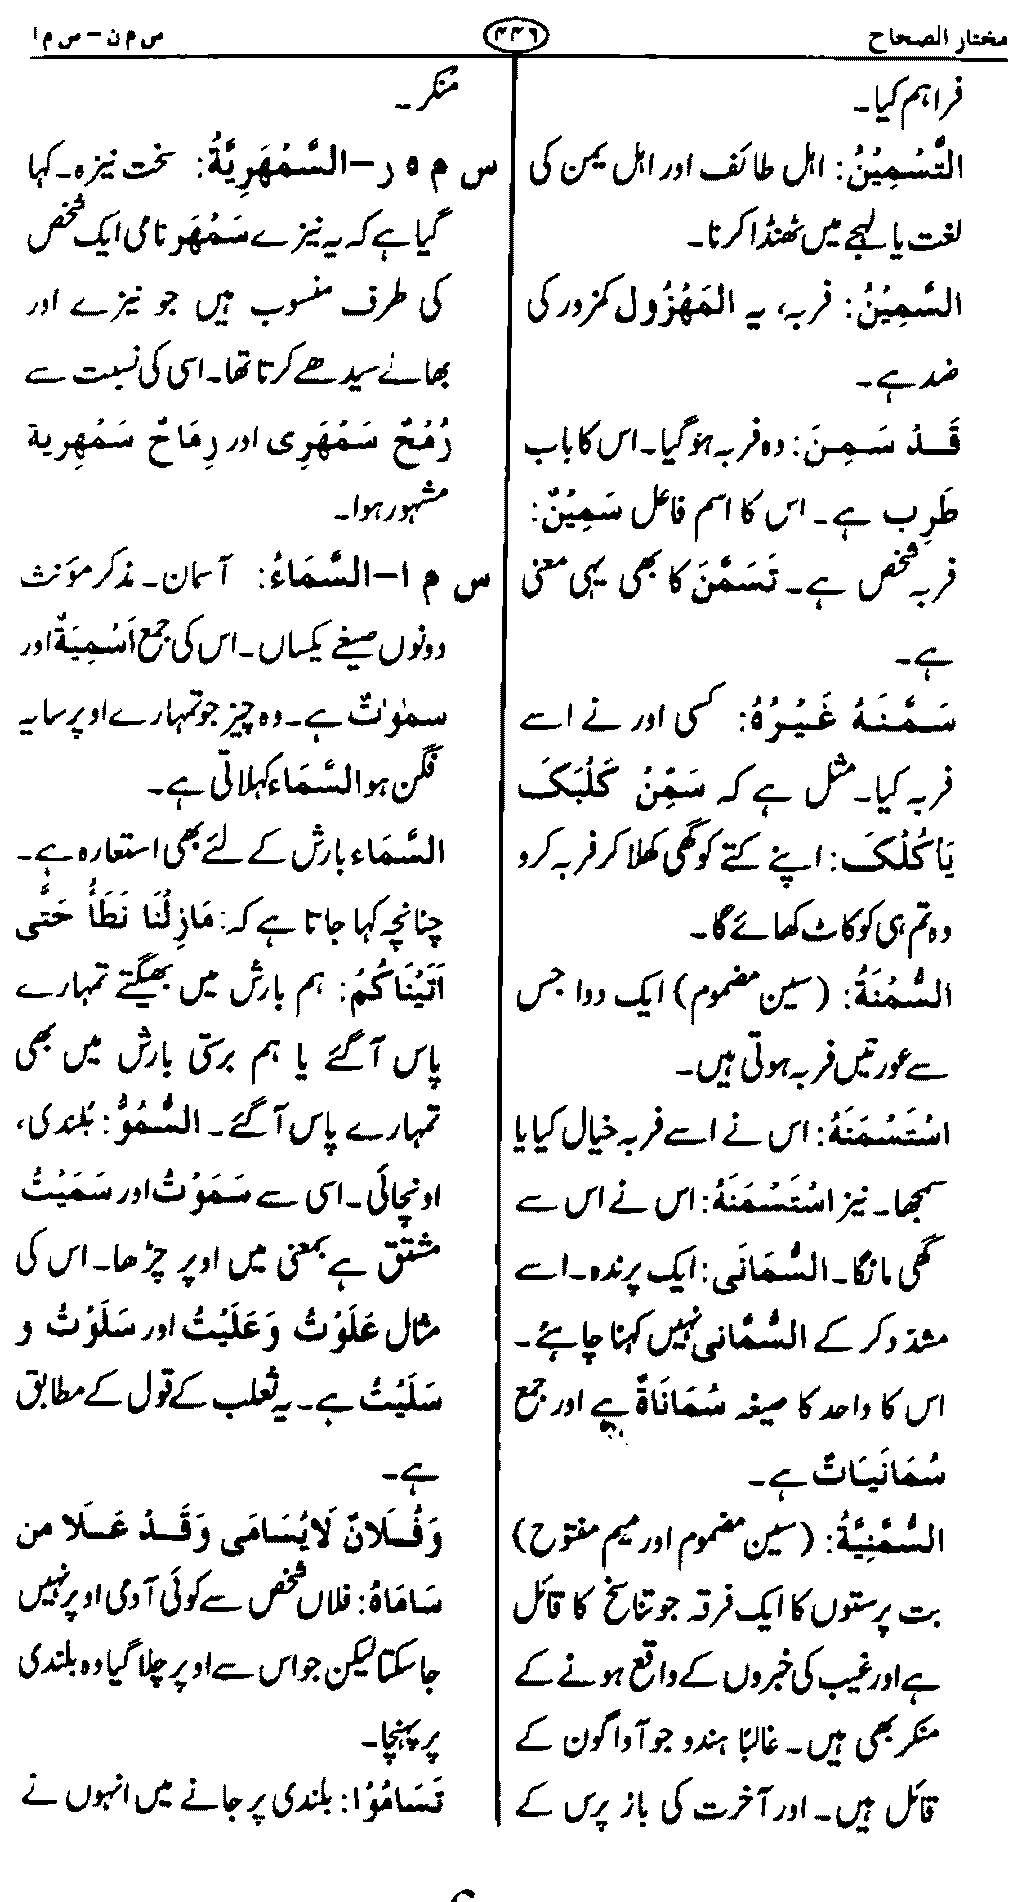 مختار الصحاح
۴۴۶
س م ن – س م ا
فراہم کیا۔
التَّسْمِیْنُ: اہل طائف اور اہل یمن کی
لغت یا لہجے میں ٹھنڈا کرنا۔
السَّمِیْنُ: فربہ، یہ المَهْزُول کمزور کی
ضد ہے۔
قَدْ سَمِنَ: وہ فربہ ہوگیا۔ اس کا باب
طَرِب ہے۔ اس کا اسم فاعل سَمِیْنٌ:
فربہ شخص ہے۔ تَسَمَّنَ کا بھی یہی معنی
ہے۔
سَمَّنَهُ غَیْرُهُ: کسی اور نے اسے
فربہ کیا۔ مثل ہے کہ سَمِّنْ كَلْبَكَ
یَاكُلْكَ: اپنے کتے کو گھی کھلا کر فربہ کرو
وہ تم ہی کو کاٹ کھائے گا۔
السُّمْنَةُ: (سین مضموم) ایک دوا جس
سے عورتیں فربہ ہوتی ہیں۔
اسْتَسْمَنَهُ: اس نے اسے فربہ خیال کیا یا
سمجھا۔ نیز اسْتَسْمَنَهُ: اس نے اس سے
گھی مانگا۔ السُّمَانَی: ایک پرندہ۔ اسے
مشدّد کر کے السُّمَّانی نہیں کہنا چاہئے۔
اس کا واحد کا صیغہ سُمَانَاةٌ ہے اور جمع
سُمَانَیَاتٌ ہے۔
السُّمَنِیَّةُ: (سین مضموم اور میم مفتوح)
بت پرستوں کا ایک فرقہ جو تناسخ کا قائل
ہے اور غیب کی خبروں کے واقع ہونے کے
منکر بھی ہیں۔ غالبًا ہندو جو آواگون کے
قائل ہیں۔ اور آخرت کی باز پرس کے
منکر۔
س م ہ ر – السَّمْهَرِیَّةُ: سخت نیزہ۔ کہا
گیا ہے کہ یہ نیزے سَمْهَر نامی ایک شخص
کی طرف منسوب ہیں جو نیزے اور
بھالے سیدھے کرتا تھا۔ اسی کی نسبت سے
رُمْحٌ سَمْهَرِی اور رِمَاحٌ سَمْهِریة
مشہور ہوا۔
س م ا – السَّمَاءُ: آسمان۔ مذکر مؤنث
دونوں صیغے یکساں۔ اس کی جمع اَسْمِیَةٌ اور
سمٰوٰتٌ ہے۔ وہ چیز جو تمہارے اوپر سایہ
فگن ہو السَّمَاء کہلاتی ہے۔
السَّمَاء بارش کے لئے بھی استعارہ ہے۔
چنانچہ کہا جاتا ہے کہ: مَازِلْنَا نَطَأُ حَتّٰی
اَتَیْنَاکُمْ: ہم بارش میں بھیگتے تمہارے
پاس آگئے یا ہم برستی بارش میں بھی
تمہارے پاس آگئے۔ السُّمُوُّ: بُلندی،
اونچائی۔ اسی سے سَمَوْتُ اور سَمَیْتُ
مشتق ہے بمعنی میں اوپر چڑھا۔ اس کی
مثال عَلَوْتُ وَعَلَیْتُ اور سَلَوْتُ و
سَلَیْتُ ہے۔ یہ ثعلب کے قول کے مطابق
ہے۔
وَفُلَانٌ لَایُسَامَی وَقَدْ عَلَا من
سَامَاهُ: فلاں شخص سے کوئی آدمی اوپر نہیں
جا سکتا لیکن جو اس سے اوپر چلا گیا وہ بلندی
پر پہنچا۔
تَسَامُوْا: بلندی پر جانے میں انہوں نے